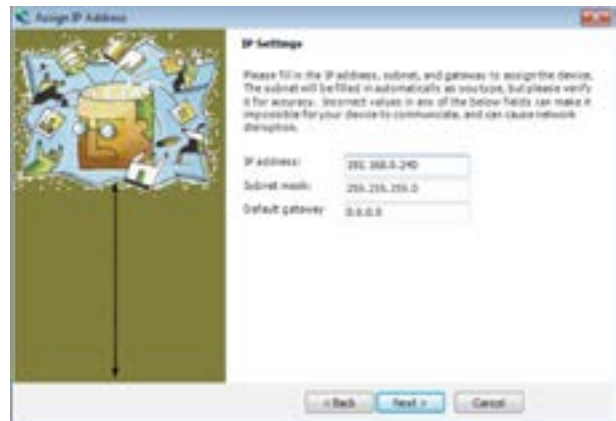 Assign IP Address
IP Settings
Please fill in the IP address, subnet, and gateway to assign the device.
The subnet will be filled in automatically as you type, but please verify
it for accuracy. Incorrect values in any of the below fields can make it
impossible for your device to communicate, and can cause network
disruption.
IP address: 192.168.0.240
Subnet mask: 255.255.255.0
Default gateway 0.0.0.0
< Back Next > Cancel